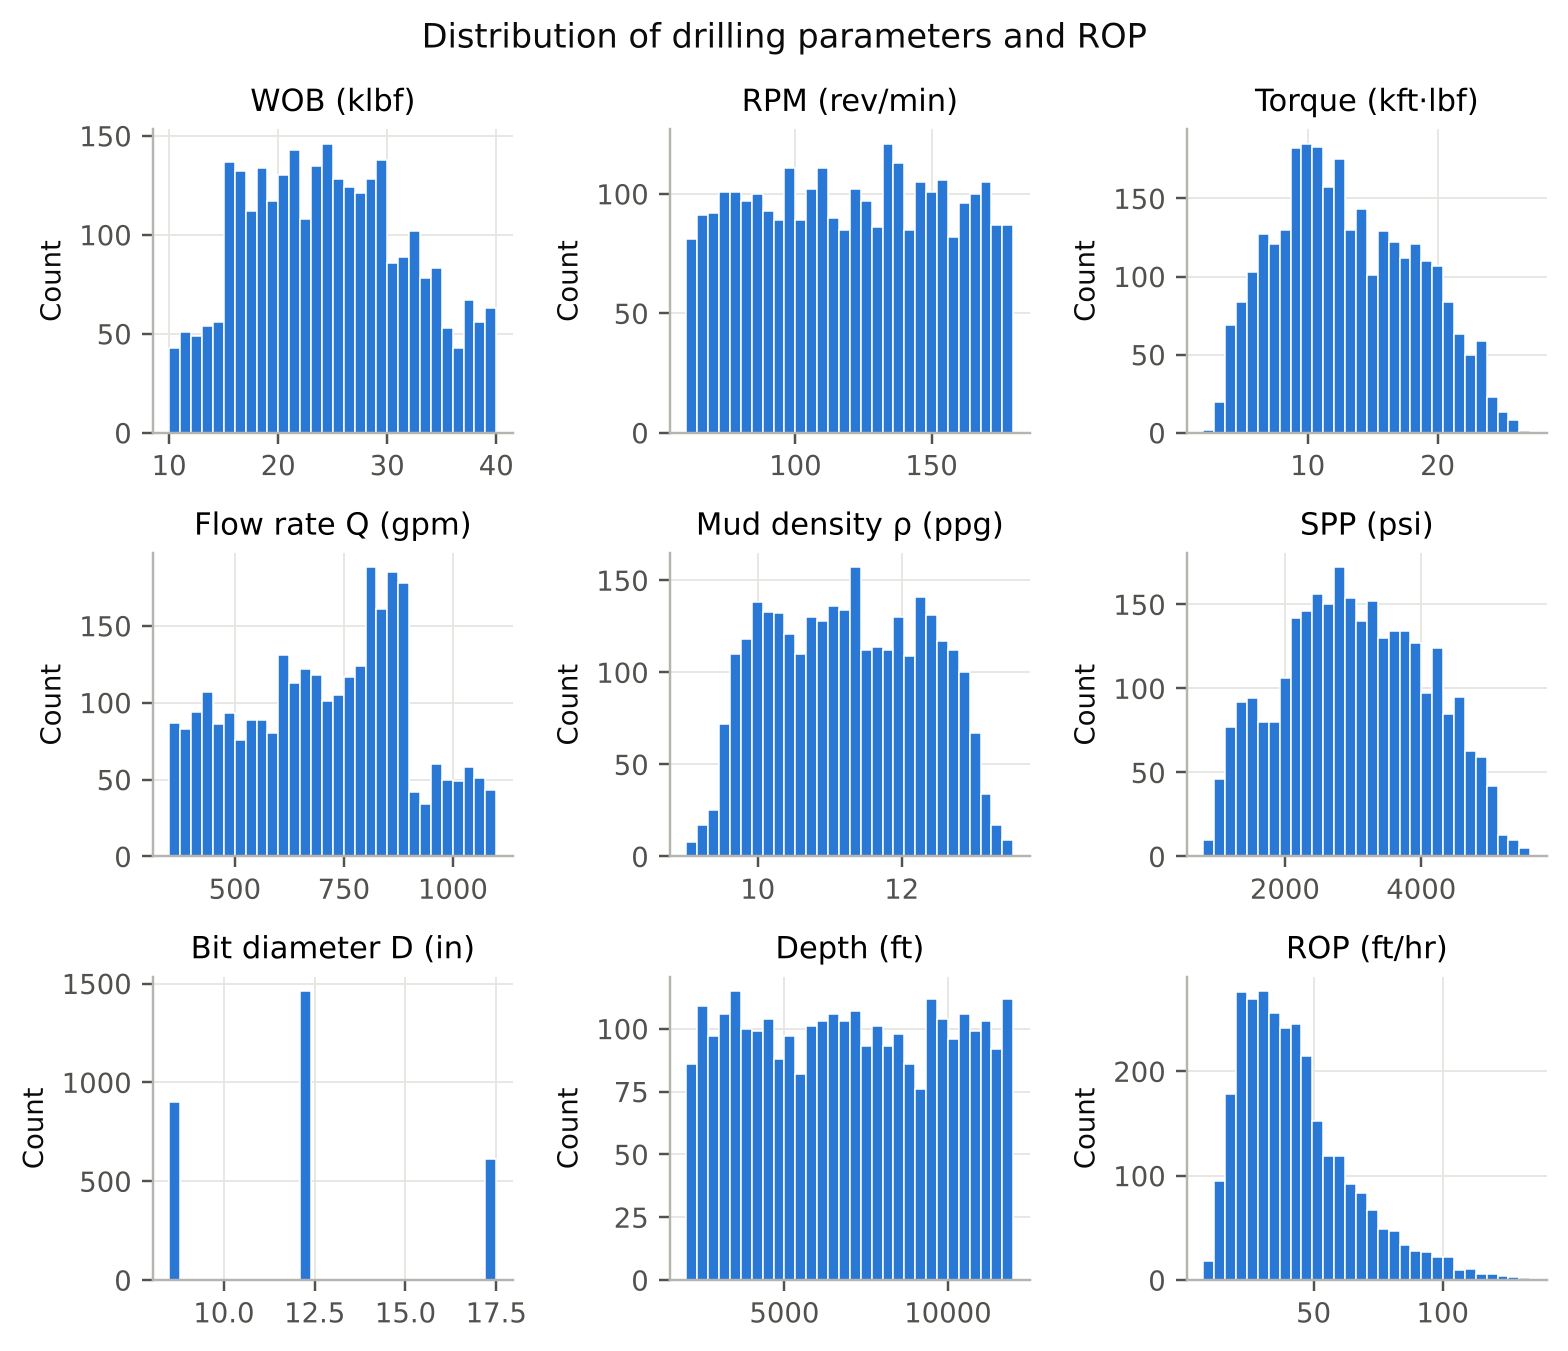 Distribution of drilling parameters and ROP
WOB (klbf)
Count
150
100
50
0
10 20 30 40
RPM (rev/min)
Count
100
50
0
100 150
Torque (kft·lbf)
Count
150
100
50
0
10 20
Flow rate Q (gpm)
Count
150
100
50
0
500 750 1000
Mud density ρ (ppg)
Count
150
100
50
0
10 12
SPP (psi)
Count
150
100
50
0
2000 4000
Bit diameter D (in)
Count
1500
1000
500
0
10.0 12.5 15.0 17.5
Depth (ft)
Count
100
75
50
25
0
5000 10000
ROP (ft/hr)
Count
200
100
0
50 100